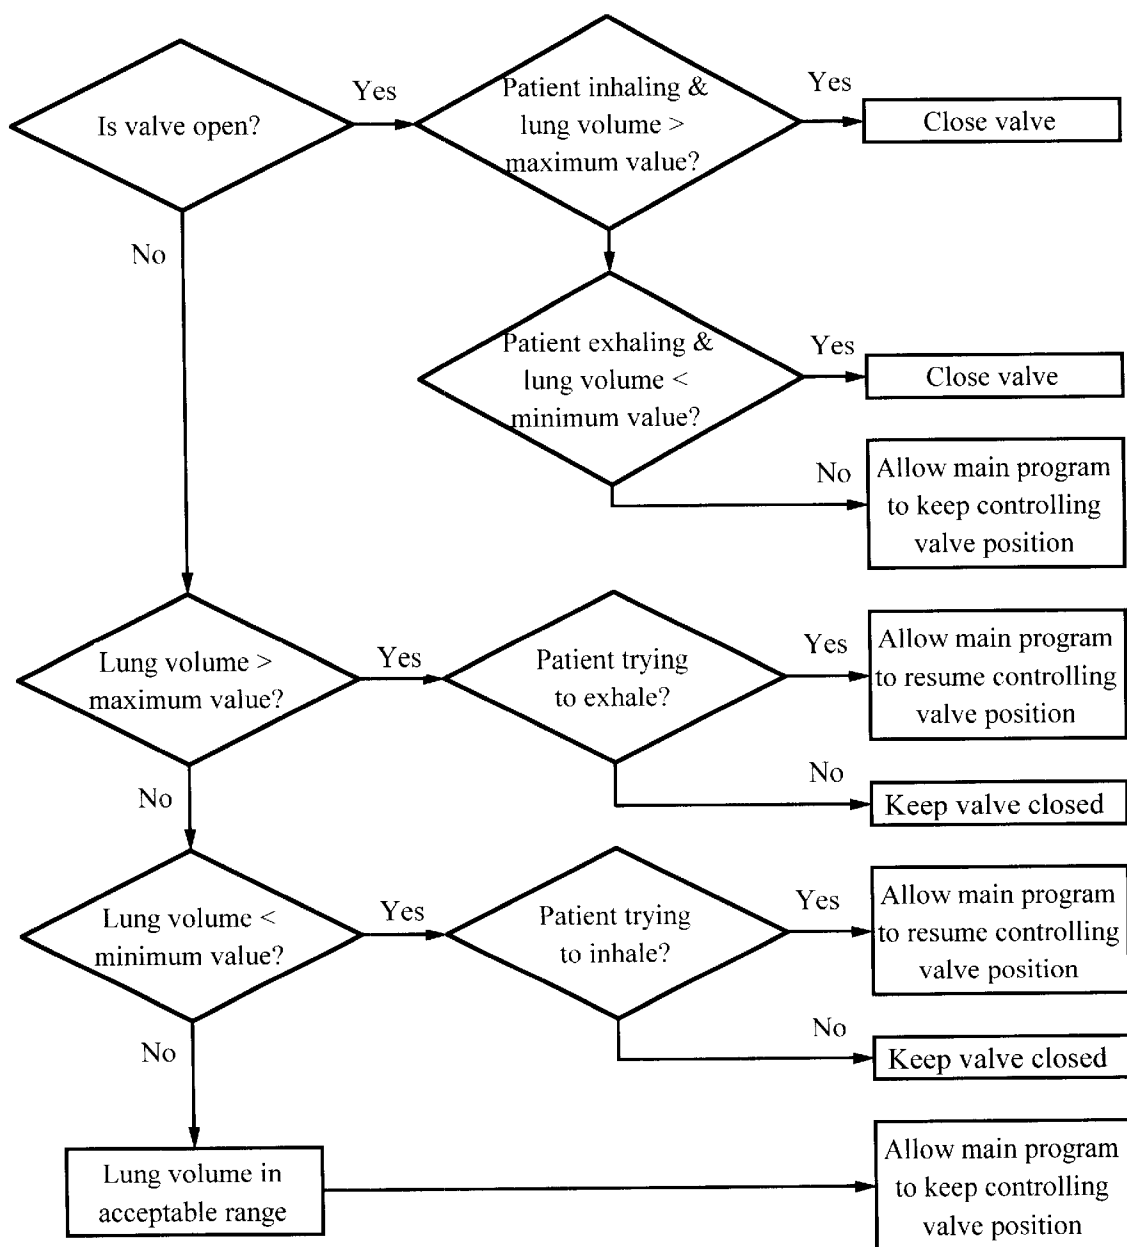 Is valve open?
Yes
Patient inhaling &
lung volume >
maximum value?
Yes
Close valve
No
Patient exhaling &
lung volume <
minimum value?
Yes
Close valve
No
Allow main program
to keep controlling
valve position
Lung volume >
maximum value?
Yes
Patient trying
to exhale?
Yes
Allow main program
to resume controlling
valve position
No
Keep valve closed
No
Lung volume <
minimum value?
Yes
Patient trying
to inhale?
Yes
Allow main program
to resume controlling
valve position
No
Keep valve closed
No
Lung volume in
acceptable range
Allow main program
to keep controlling
valve position